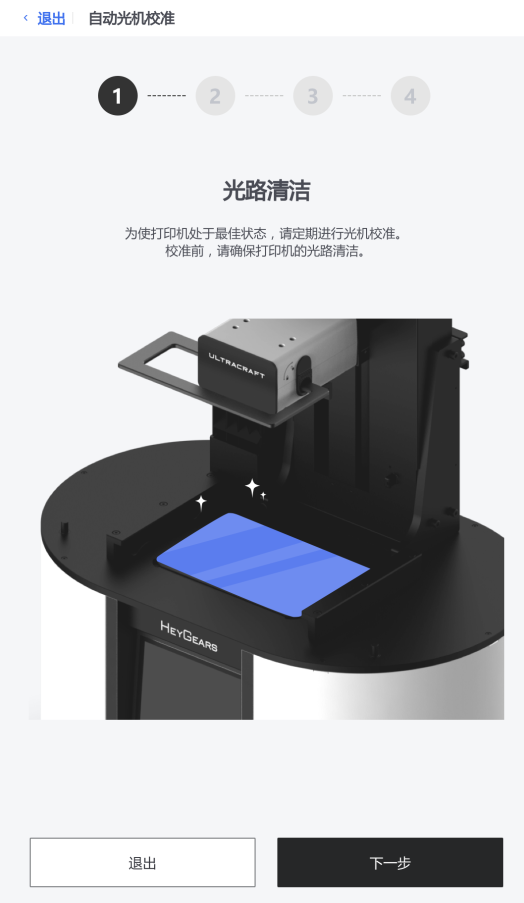 退出
自动光机校准
1 2 3 4
光路清洁
为使打印机处于最佳状态，请定期进行光机校准。
校准前，请确保打印机的光路清洁。
ULTRACRAFT
HEYGEARS
退出
下一步